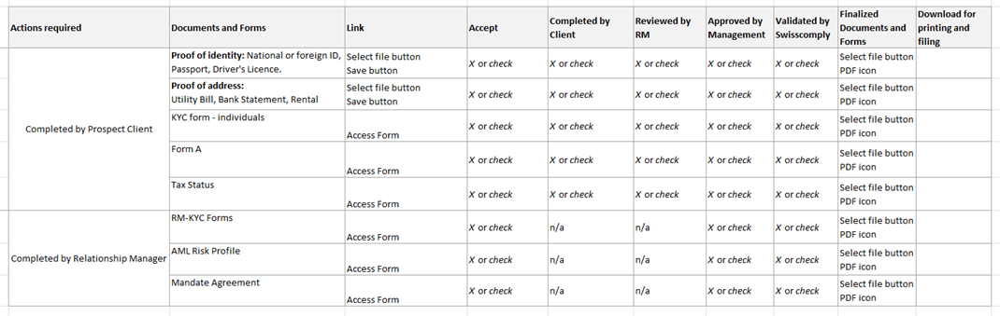 Actions required
Documents and Forms
Link
Accept
Completed by
Client
Reviewed by
RM
Approved by
Management
Validated by
Swisscomply
Finalized
Documents and
Forms
Download for
printing and
filing
Completed by Prospect Client
Proof of identity: National or foreign ID,
Passport, Driver's Licence.
Select file button
Save button
X or check
X or check
X or check
X or check
X or check
Select file button
PDF icon
Proof of address:
Utility Bill, Bank Statement, Rental
Select file button
Save button
X or check
X or check
X or check
X or check
X or check
Select file button
PDF icon
KYC form - individuals
Access Form
X or check
X or check
X or check
X or check
X or check
Select file button
PDF icon
Form A
Access Form
X or check
X or check
X or check
X or check
X or check
Select file button
PDF icon
Tax Status
Access Form
X or check
X or check
X or check
X or check
X or check
Select file button
PDF icon
Completed by Relationship Manager
RM-KYC Forms
Access Form
X or check
n/a
n/a
X or check
X or check
Select file button
PDF icon
AML Risk Profile
Access Form
X or check
n/a
n/a
X or check
X or check
Select file button
PDF icon
Mandate Agreement
Access Form
X or check
n/a
n/a
X or check
X or check
Select file button
PDF icon